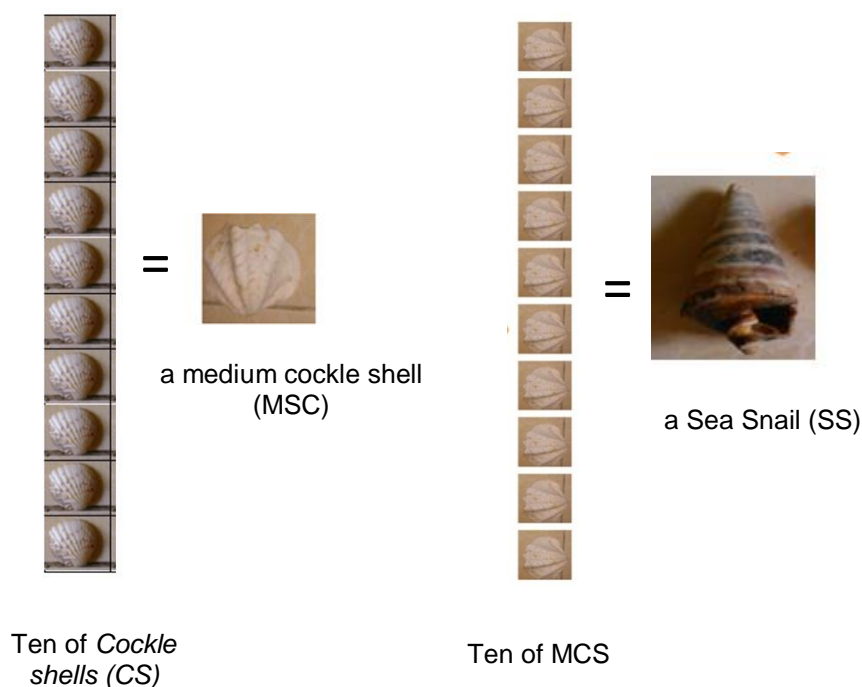 =
a medium cockle shell
(MSC)
Ten of Cockle
shells (CS)
=
a Sea Snail (SS)
Ten of MCS